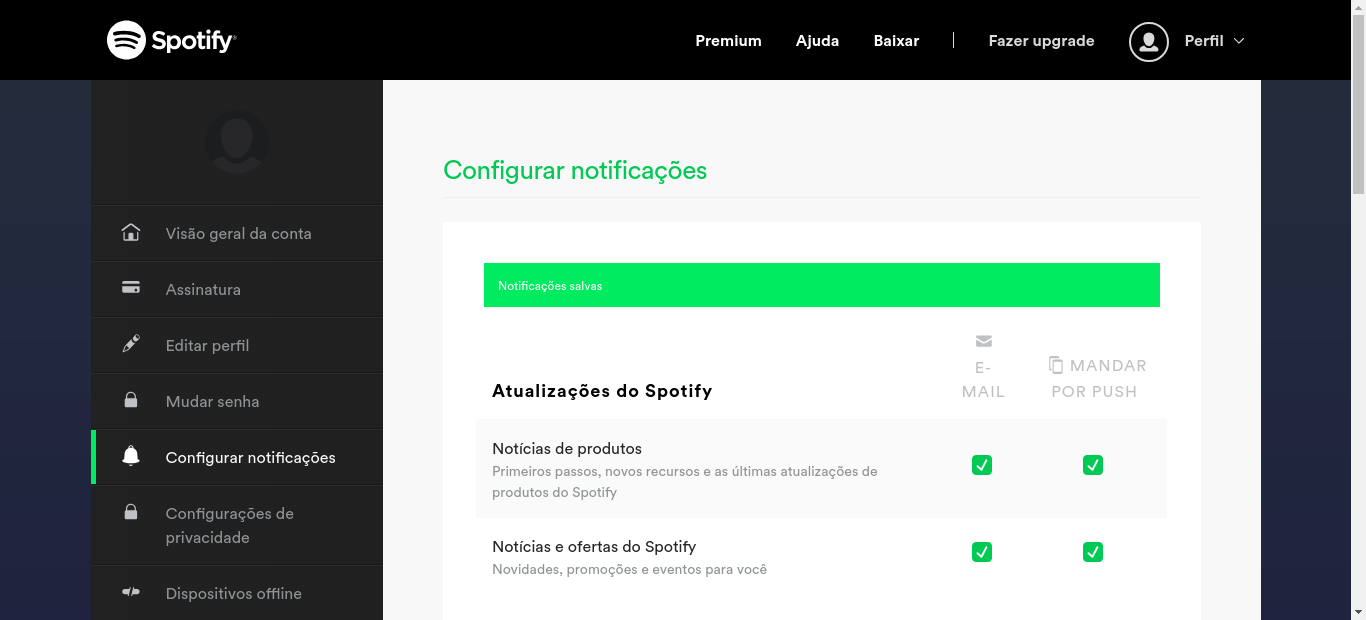 Spotify®
Premium
Ajuda
Baixar
Fazer upgrade
Perfil
Visão geral da conta
Assinatura
Editar perfil
Mudar senha
Configurar notificações
Configurações de
privacidade
Dispositivos offline
Configurar notificações
Notificações salvas
Atualizações do Spotify
E-
MAIL
MANDAR
POR PUSH
Notícias de produtos
Primeiros passos, novos recursos e as últimas atualizações de
produtos do Spotify
Notícias e ofertas do Spotify
Novidades, promoções e eventos para você